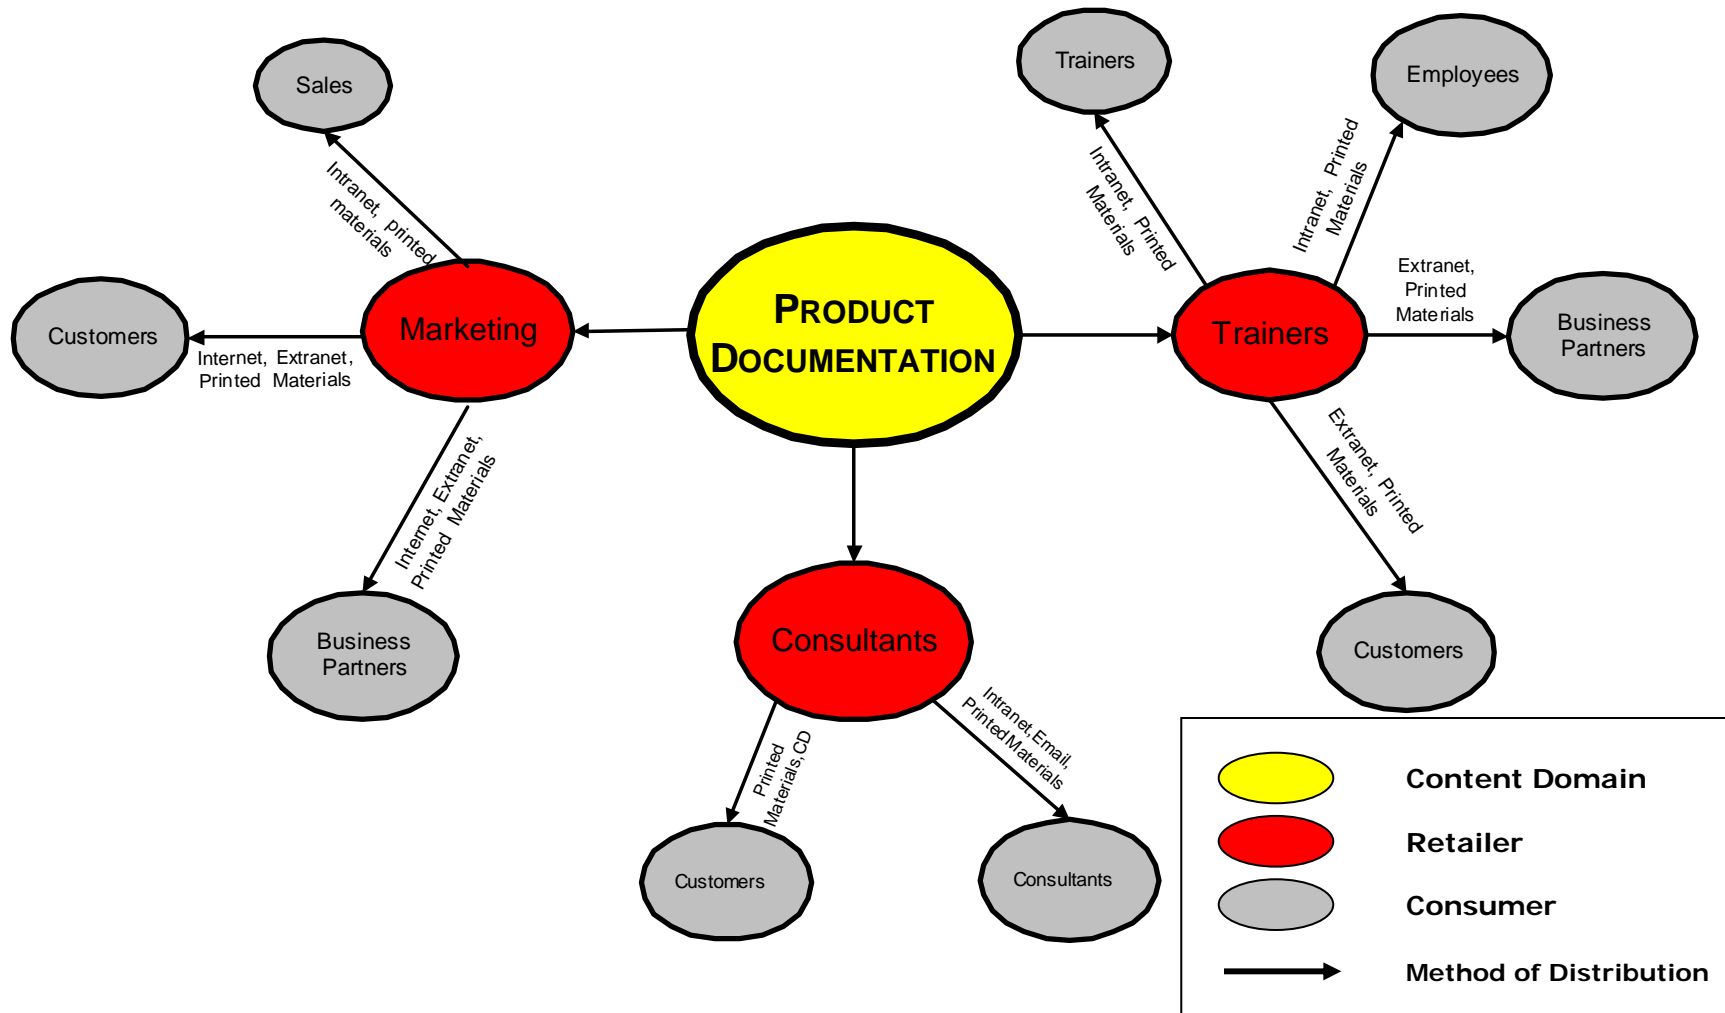 Sales
Trainers
Employees
Intranet, printed
materials
Intranet, Printed
Materials
Intranet, Printed
Materials
Customers
Internet, Extranet,
Printed Materials
Marketing
PRODUCT
DOCUMENTATION
Trainers
Extranet,
Printed
Materials
Business
Partners
Internet, Extranet,
Printed Materials
Extranet, Printed
Materials
Business
Partners
Consultants
Customers
Printed
Materials,CD
Intranet,Email,
Printed Materials
Customers
Consultants
Content Domain
Retailer
Consumer
Method of Distribution